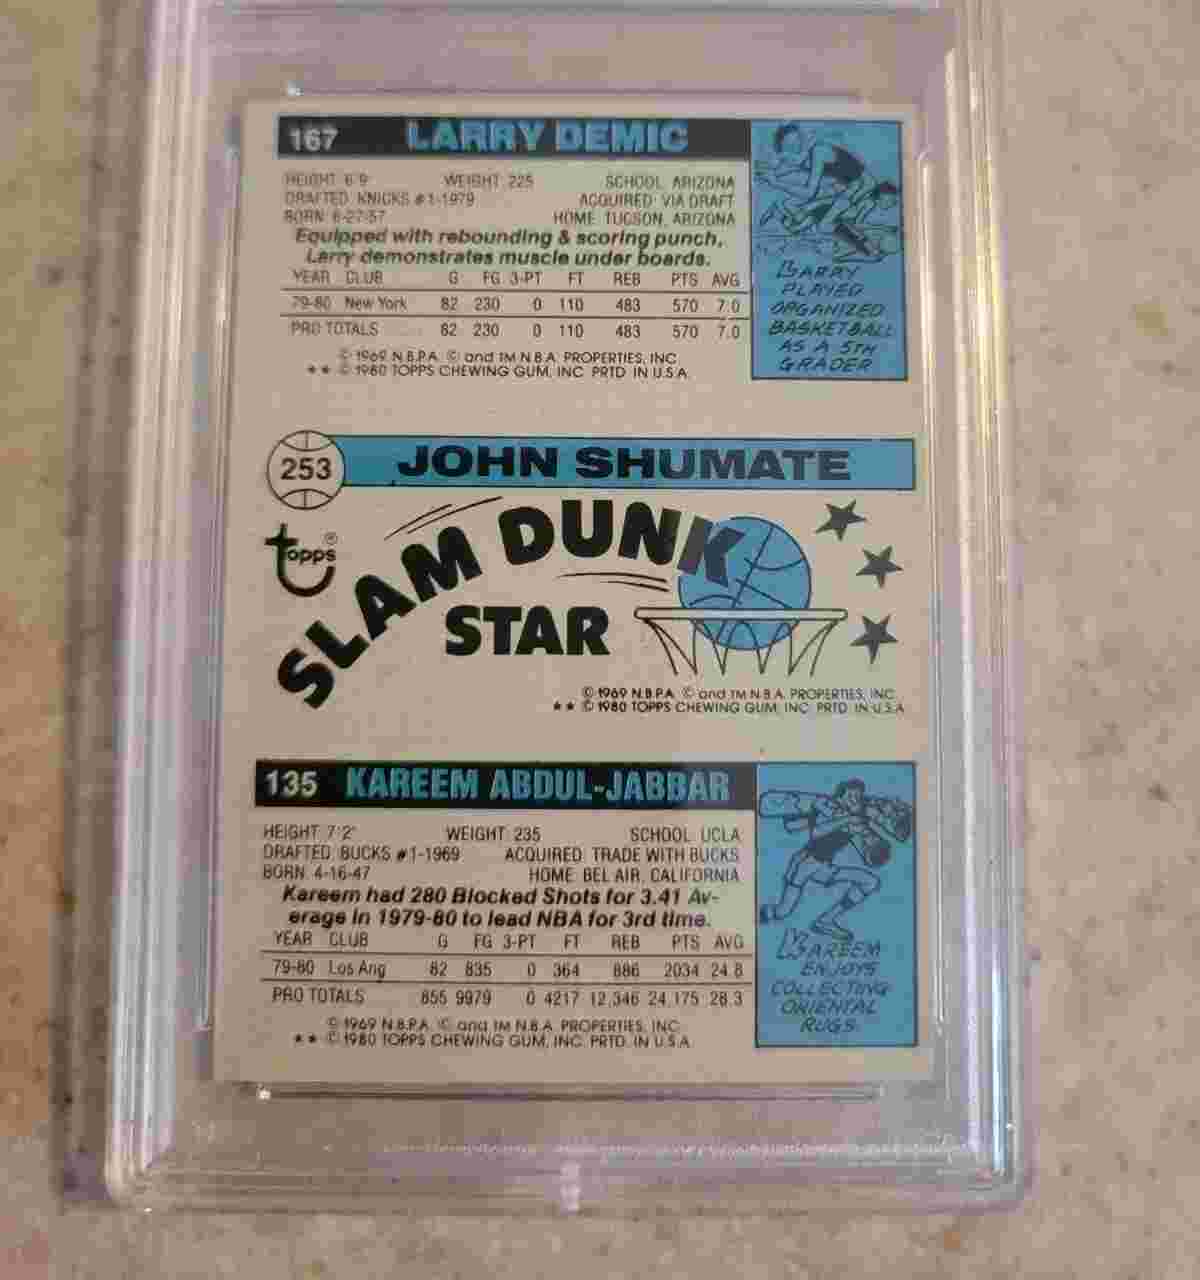 167 LARRY DEMIC
HEIGHT: 6'9" WEIGHT: 225 SCHOOL: ARIZONA
DRAFTED: KNICKS #1-1979 ACQUIRED: VIA DRAFT
BORN: 6-27-57 HOME: TUCSON, ARIZONA
Equipped with rebounding & scoring punch,
Larry demonstrates muscle under boards.
YEAR CLUB G FG 3-PT FT REB PTS AVG
79-80 New York 82 230 0 110 483 570 7.0
PRO TOTALS 82 230 0 110 483 570 7.0
© 1969 N.B.P.A. © and TM N.B.A. PROPERTIES, INC.
** © 1980 TOPPS CHEWING GUM, INC. PRTD. IN U.S.A.
LARRY
PLAYED
ORGANIZED
BASKETBALL
AS A 5TH
GRADER
253 JOHN SHUMATE
topps®
SLAM DUNK
STAR
© 1969 N.B.P.A. © and TM N.B.A. PROPERTIES, INC.
** © 1980 TOPPS CHEWING GUM, INC. PRTD. IN U.S.A.
135 KAREEM ABDUL-JABBAR
HEIGHT: 7'2" WEIGHT: 235 SCHOOL: UCLA
DRAFTED: BUCKS #1-1969 ACQUIRED: TRADE WITH BUCKS
BORN: 4-16-47 HOME: BEL AIR, CALIFORNIA
Kareem had 280 Blocked Shots for 3.41 Av-
erage in 1979-80 to lead NBA for 3rd time.
YEAR CLUB G FG 3-PT FT REB PTS AVG
79-80 Los Ang 82 835 0 364 886 2034 24.8
PRO TOTALS 855 9979 0 4217 12,346 24,175 28.3
© 1969 N.B.P.A. © and TM N.B.A. PROPERTIES, INC.
** © 1980 TOPPS CHEWING GUM, INC. PRTD. IN U.S.A.
KAREEM
ENJOYS
COLLECTING
ORIENTAL
RUGS.